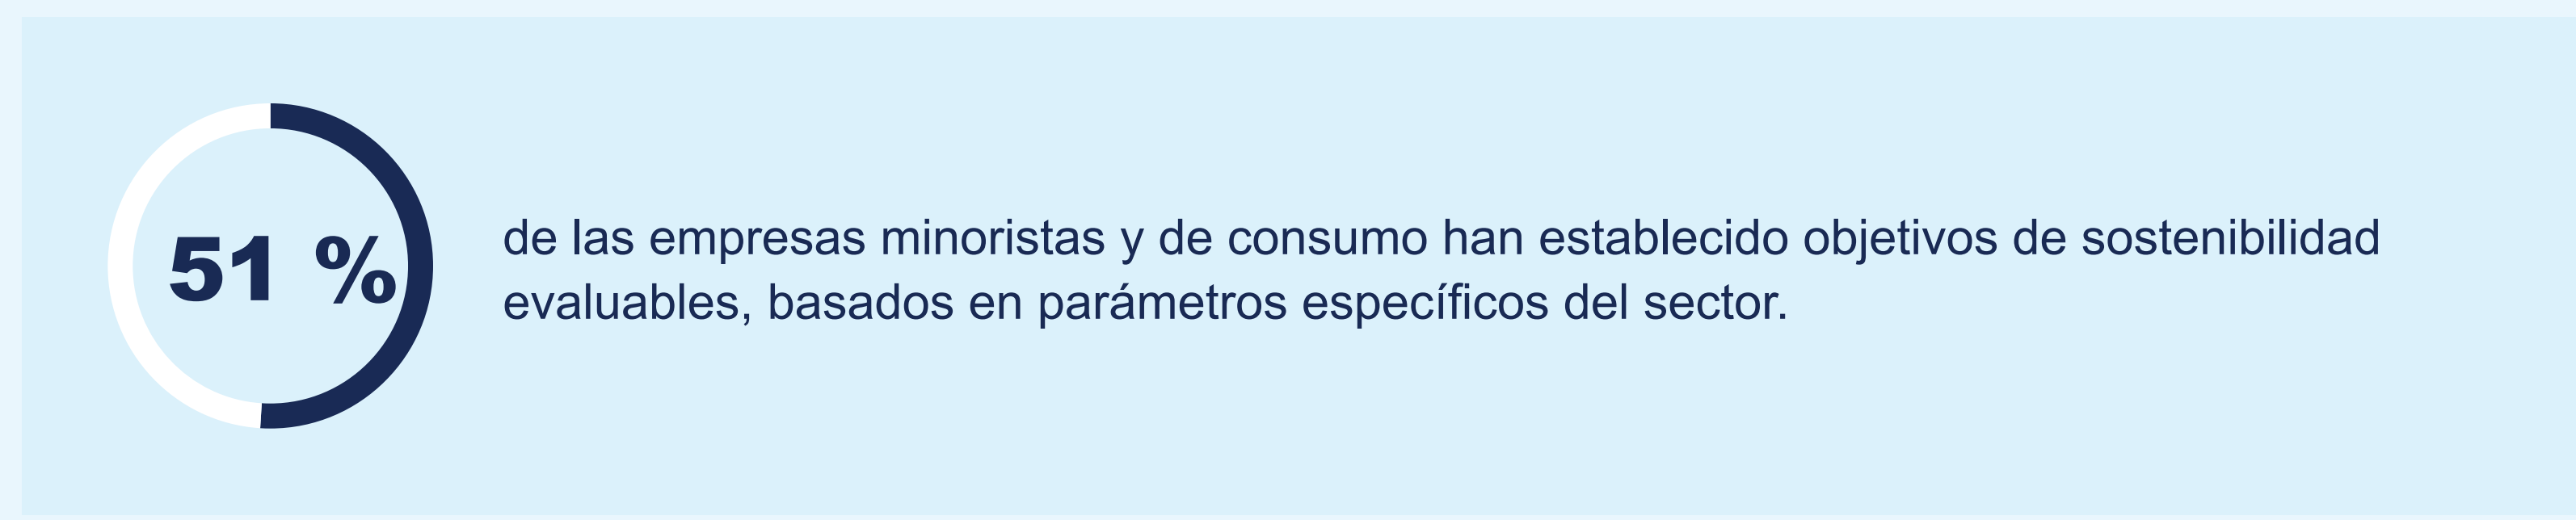 51 %
de las empresas minoristas y de consumo han establecido objetivos de sostenibilidad
evaluables, basados en parámetros específicos del sector.